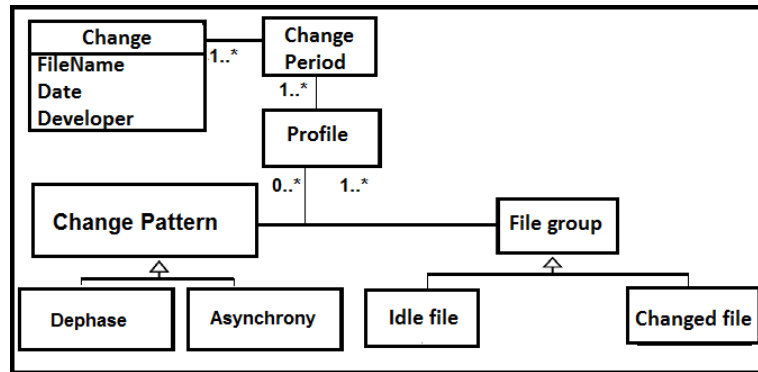 Change
FileName
Date
Developer
1..*
Change
Period
1..*
Profile
0..*
1..*
Change Pattern
File group
Dephase
Asynchrony
Idle file
Changed file